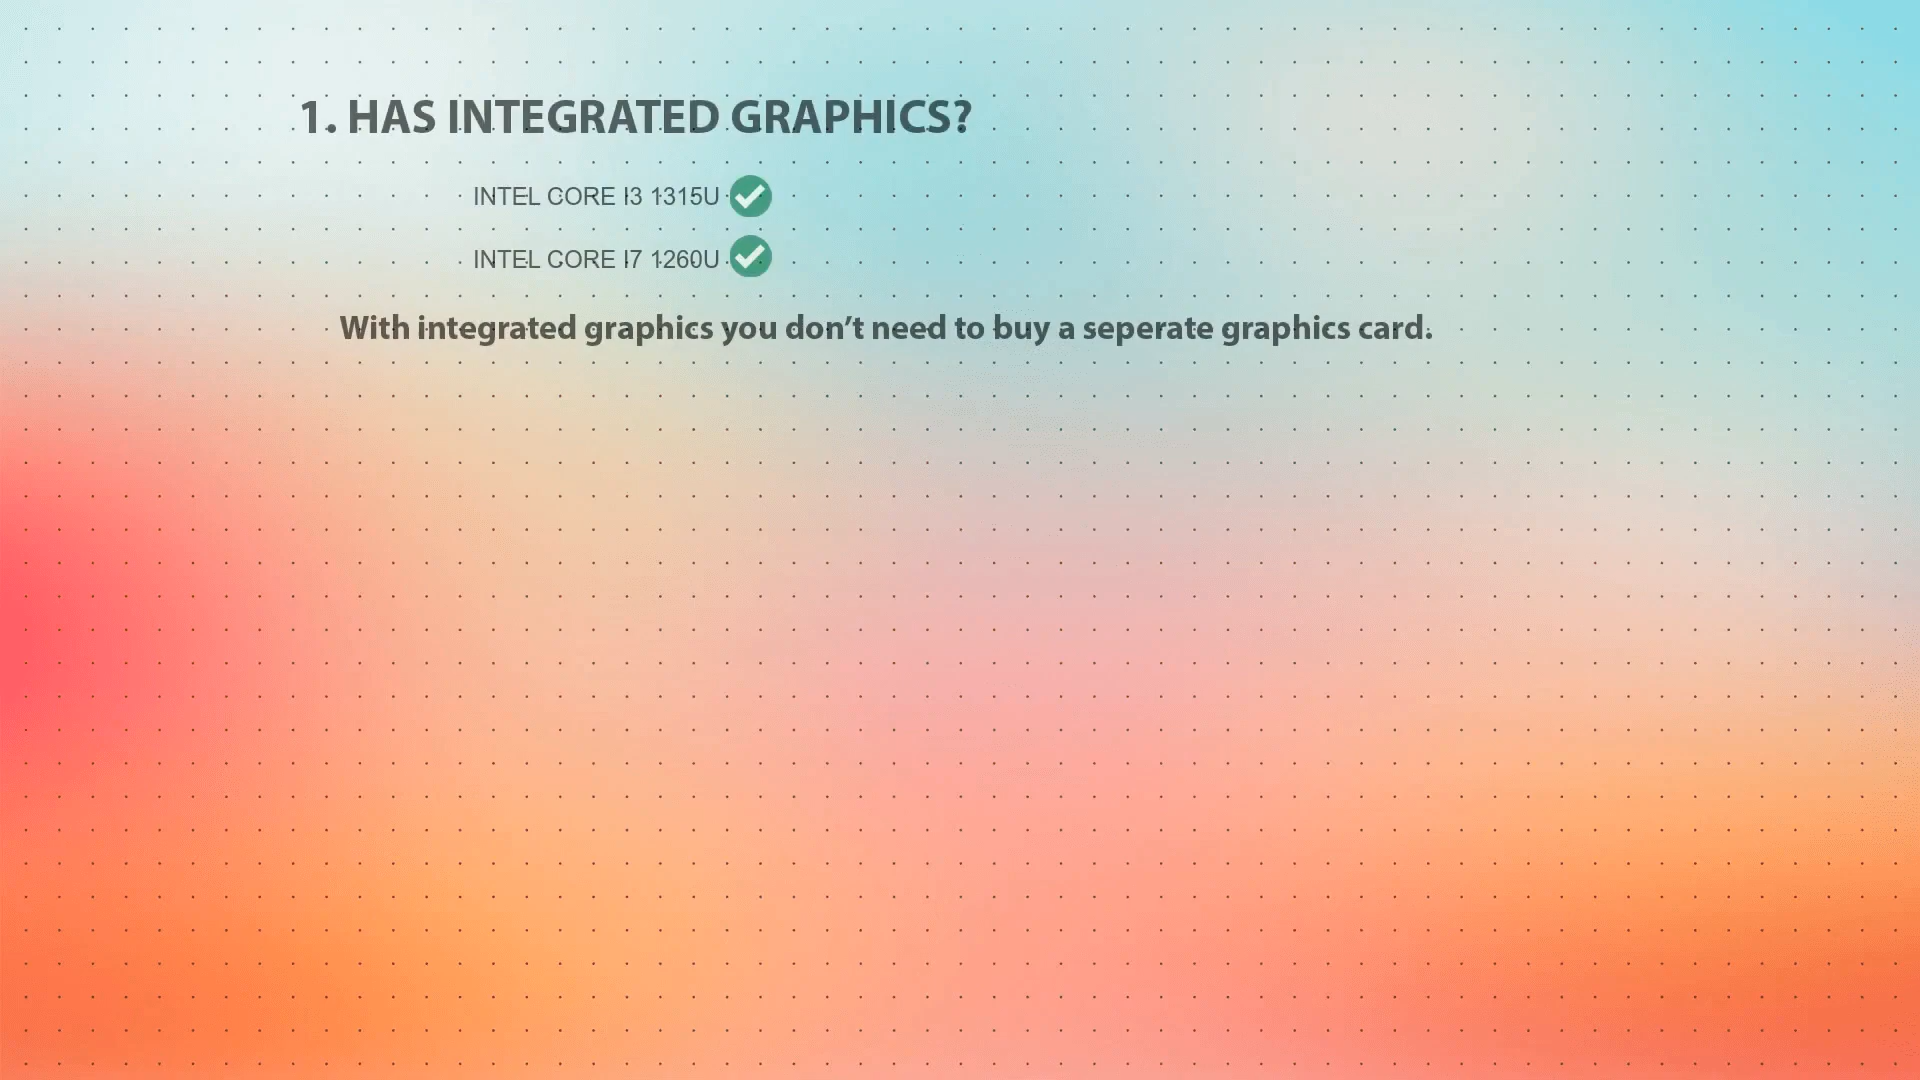 1. HAS INTEGRATED GRAPHICS?
INTEL CORE I3 1315U
INTEL CORE I7 1260U
With integrated graphics you don’t need to buy a seperate graphics card.